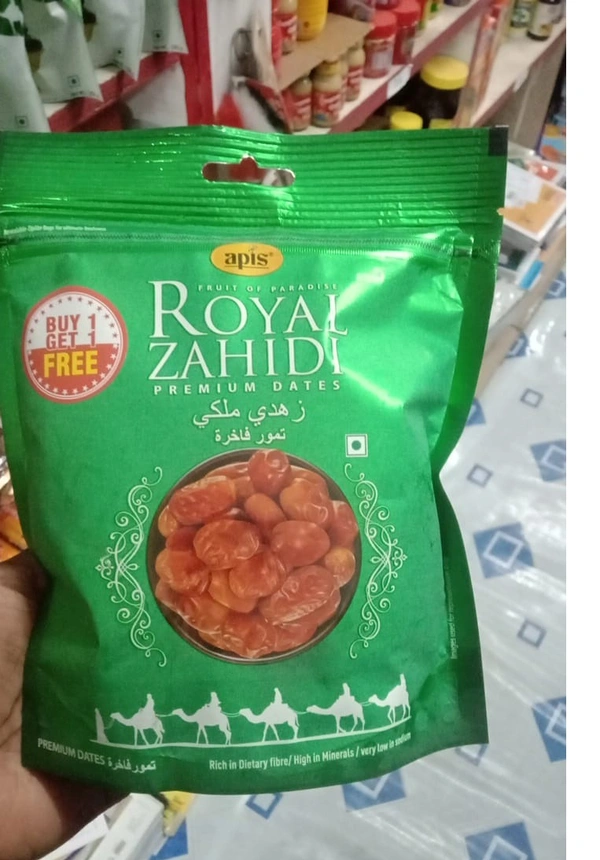 apis
FRUIT OF PARADISE
ROYAL
ZAHIDI
PREMIUM DATES
زهدي ملكي
تمور فاخرة
BUY 1
GET 1
FREE
PREMIUM DATES تمور فاخرة
Rich in Dietary fibre/ High in Minerals / very low in sodium